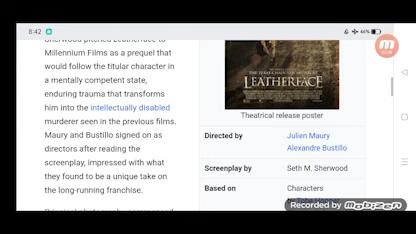 8:42
46%
Sherwood pitched Leatherface to
Millennium Films as a prequel that
would follow the titular character in
a mentally competent state,
enduring trauma that transforms
him into the intellectually disabled
murderer seen in the previous films.
Maury and Bustillo signed on as
directors after reading the
screenplay, impressed with what
they found to be a unique take on
the long-running franchise.
LEATHERFACE
Theatrical release poster
Directed by
Julien Maury
Alexandre Bustillo
Screenplay by
Seth M. Sherwood
Based on
Characters
Recorded by mobizen